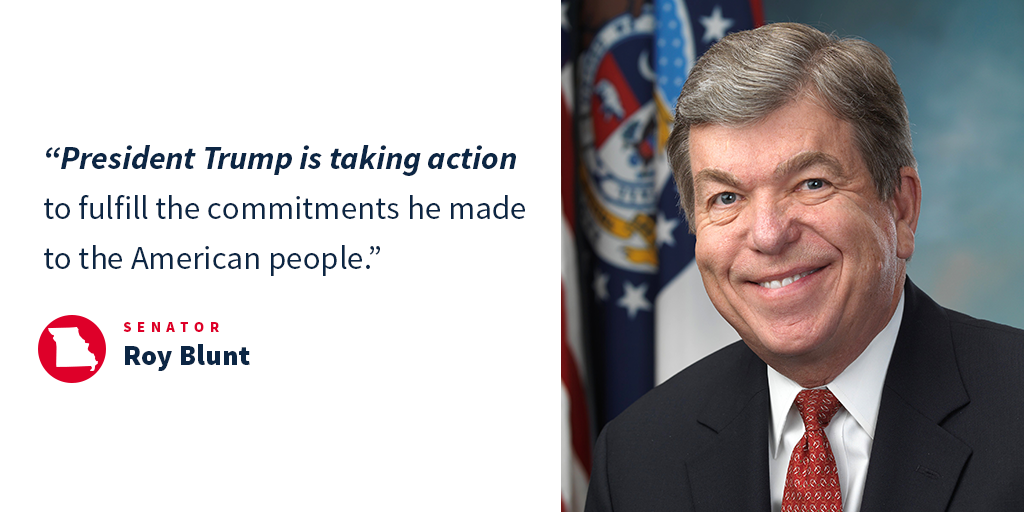 “President Trump is taking action
to fulfill the commitments he made
to the American people.”
SENATOR
Roy Blunt